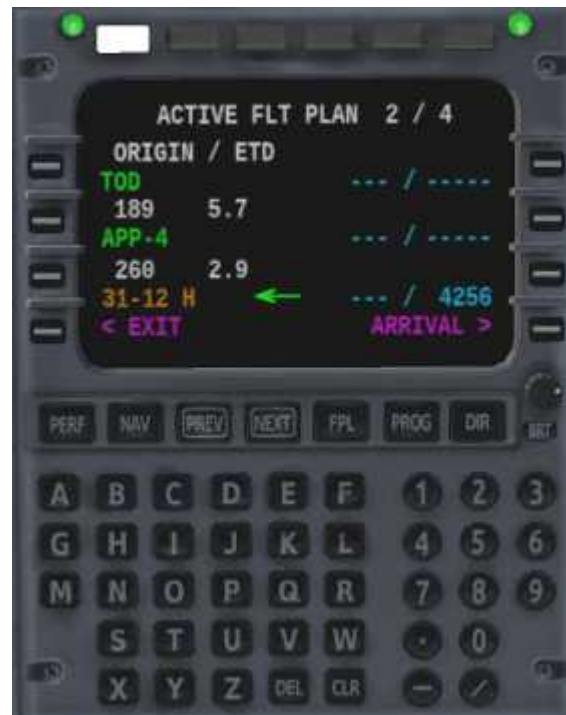 ACTIVE FLT PLAN 2 / 4
ORIGIN / ETD
TOD --- / -----
189 5.7
APP-4 --- / -----
260 2.9
31-12 H ← --- / 4256
< EXIT ARRIVAL >
PERF NAV PREV NEXT FPL PROG DIR BRT
A B C D E F 1 2 3
G H I J K L 4 5 6
M N O P Q R 7 8 9
S T U V W · 0
X Y Z DEL CLR - /